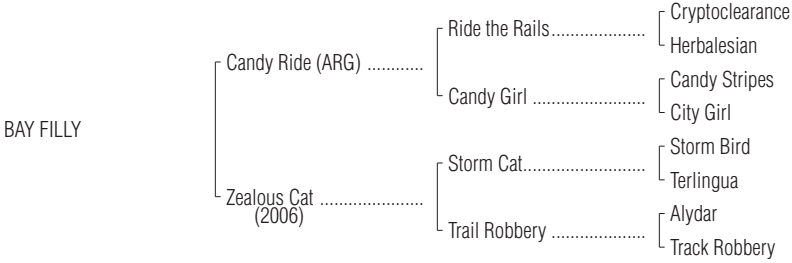 Cryptoclearance
Ride the Rails....................
Herbalesian
Candy Ride (ARG) ............
Candy Stripes
Candy Girl ........................
City Girl
BAY FILLY
Storm Bird
Storm Cat..........................
Terlingua
Zealous Cat ......................
(2006)
Alydar
Trail Robbery ....................
Track Robbery